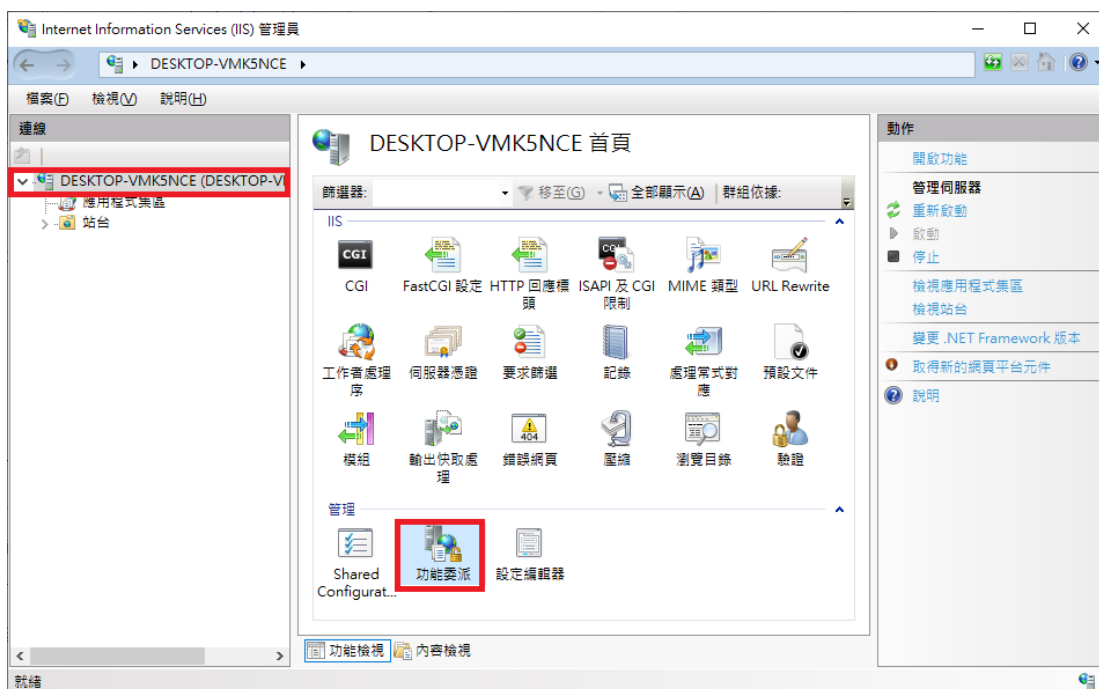 Internet Information Services (IIS) 管理員
DESKTOP-VMK5NCE
檔案(F) 檢視(V) 說明(H)
連線
DESKTOP-VMK5NCE (DESKTOP-VI
應用程式集區
站台
DESKTOP-VMK5NCE 首頁
篩選器: 移至(G) 全部顯示(A) 群組依據:
IIS
CGI
CGI
FastCGI 設定
HTTP 回應標
頭
ISAPI 及 CGI
限制
MIME 類型
URL Rewrite
工作者處理
序
伺服器憑證
要求篩選
記錄
處理常式對
應
預設文件
模組
輸出快取處
理
404
錯誤網頁
壓縮
瀏覽目錄
驗證
管理
Shared
Configurat...
功能委派
設定編輯器
功能檢視 內容檢視
動作
開啟功能
管理伺服器
重新啟動
啟動
停止
檢視應用程式集區
檢視站台
變更 .NET Framework 版本
取得新的網頁平台元件
說明
就緒